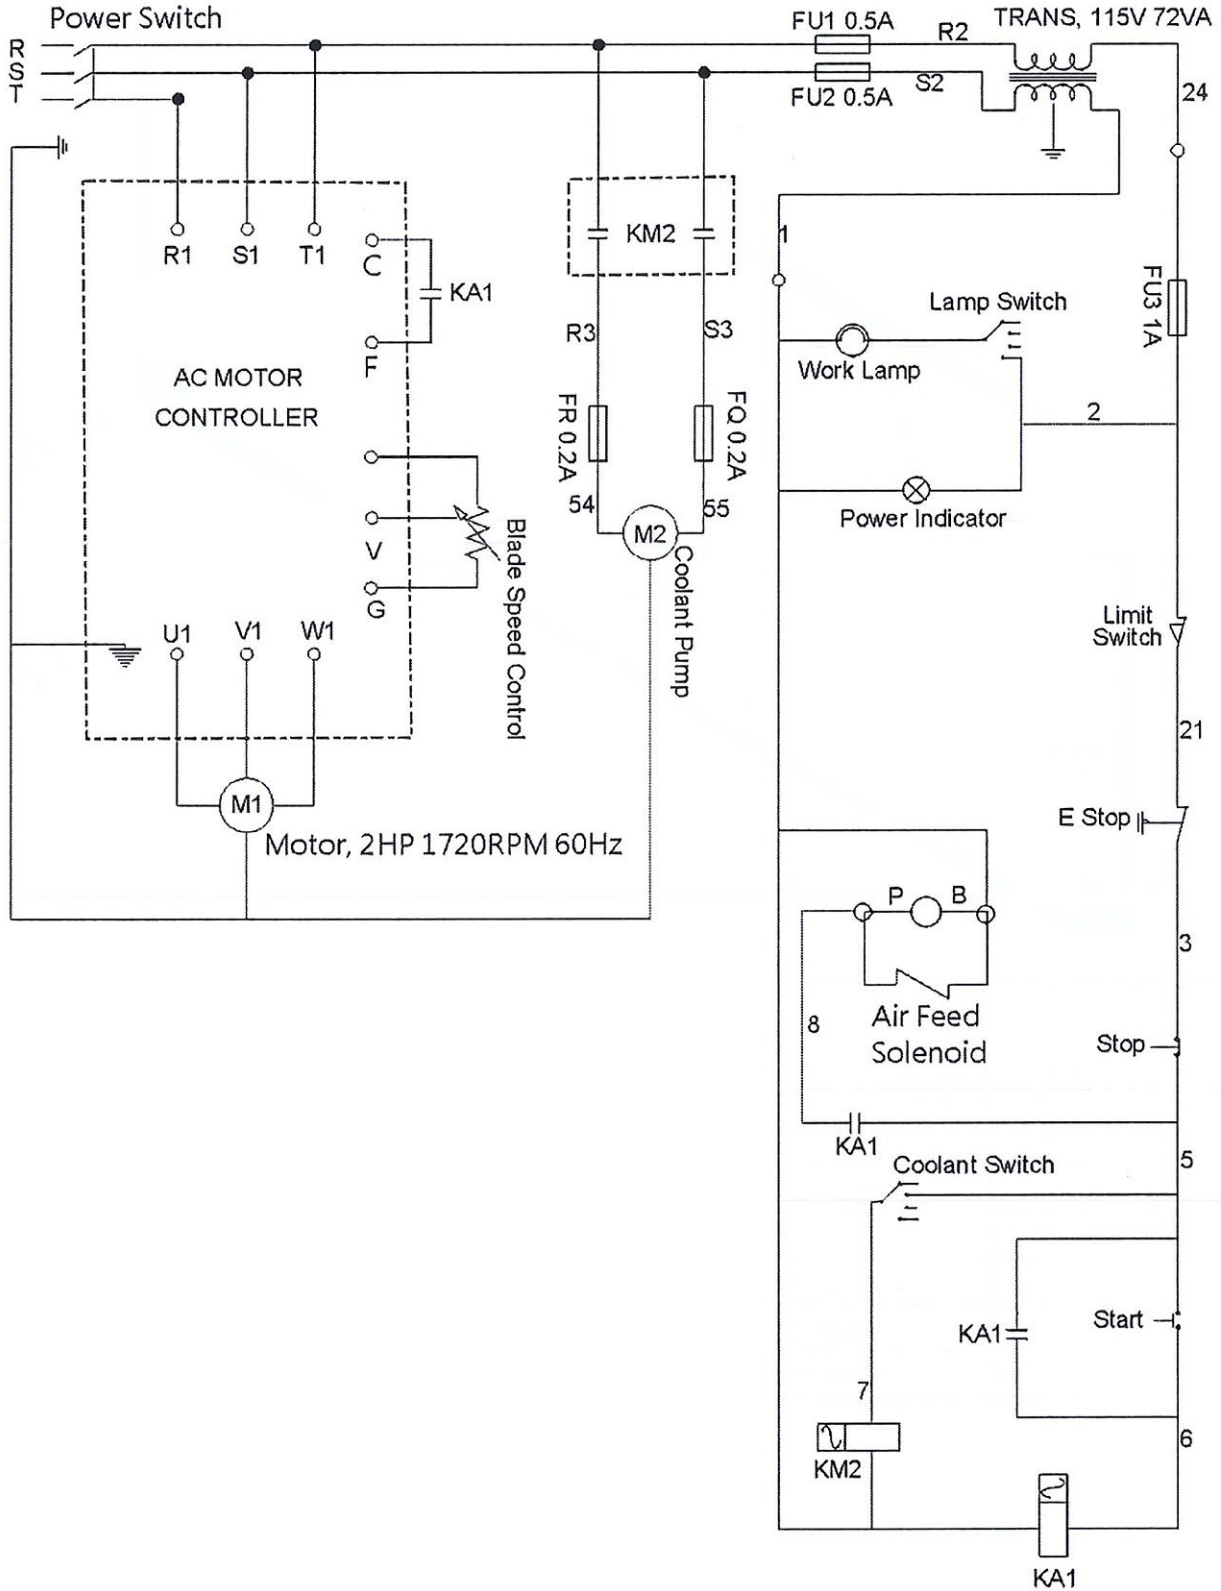 Power Switch
FU1 0.5A
R2
TRANS, 115V 72VA
R
S
T
FU2 0.5A
S2
24
R1
S1
T1
C
KA1
F
KM2
1
FU3 1A
Lamp Switch
R3
S3
Work Lamp
AC MOTOR
CONTROLLER
FR 0.2A
FQ 0.2A
2
54
55
M2
Power Indicator
V
G
Blade Speed Control
Coolant Pump
U1
V1
W1
Limit
Switch
21
M1
Motor, 2HP 1720RPM 60Hz
E Stop
P
B
3
8
Air Feed
Solenoid
Stop
KA1
5
Coolant Switch
KA1
Start
7
6
KM2
KA1